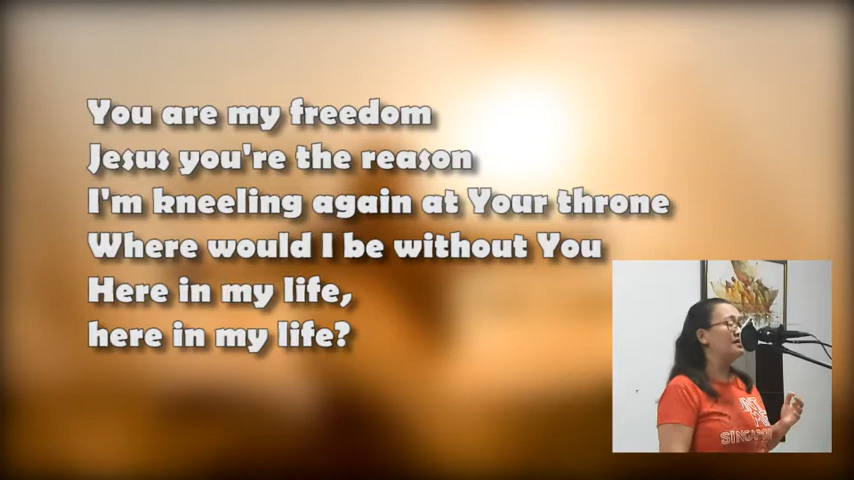 You are my freedom
Jesus you're the reason
I'm kneeling again at Your throne
Where would I be without You
Here in my life,
here in my life?